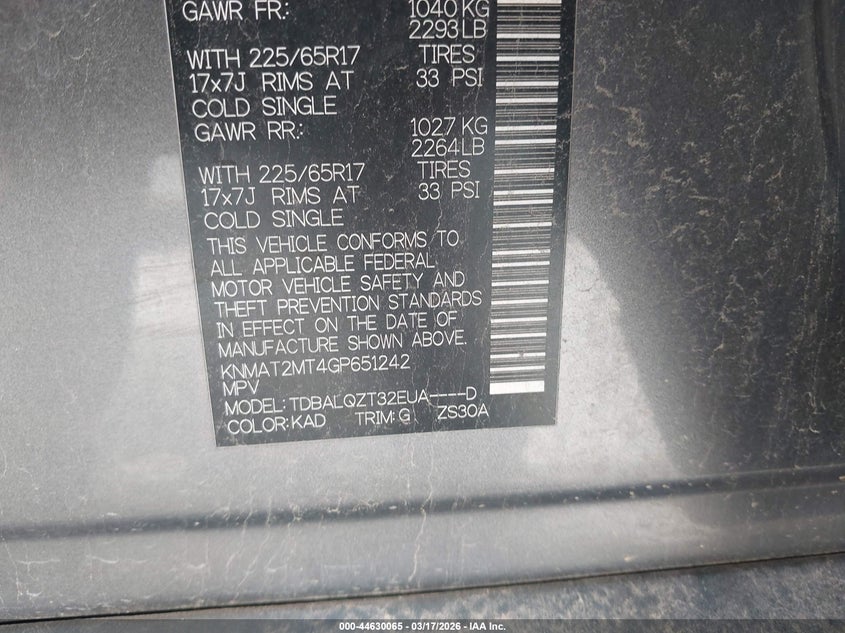 GAWR FR.: 1040 KG
2293 LB
WITH 225/65R17 TIRES
17x7J RIMS AT 33 PSI
COLD SINGLE
GAWR RR.: 1027 KG
2264 LB
WITH 225/65R17 TIRES
17x7J RIMS AT 33 PSI
COLD SINGLE
THIS VEHICLE CONFORMS TO
ALL APPLICABLE FEDERAL
MOTOR VEHICLE SAFETY AND
THEFT PREVENTION STANDARDS
IN EFFECT ON THE DATE OF
MANUFACTURE SHOWN ABOVE.
KNMAT2MT4GP651242
MPV
MODEL: TDBALQZT32EUA----D
COLOR: KAD TRIM: G ZS30A
000-44630065 - 03/17/2026 - IAA Inc.